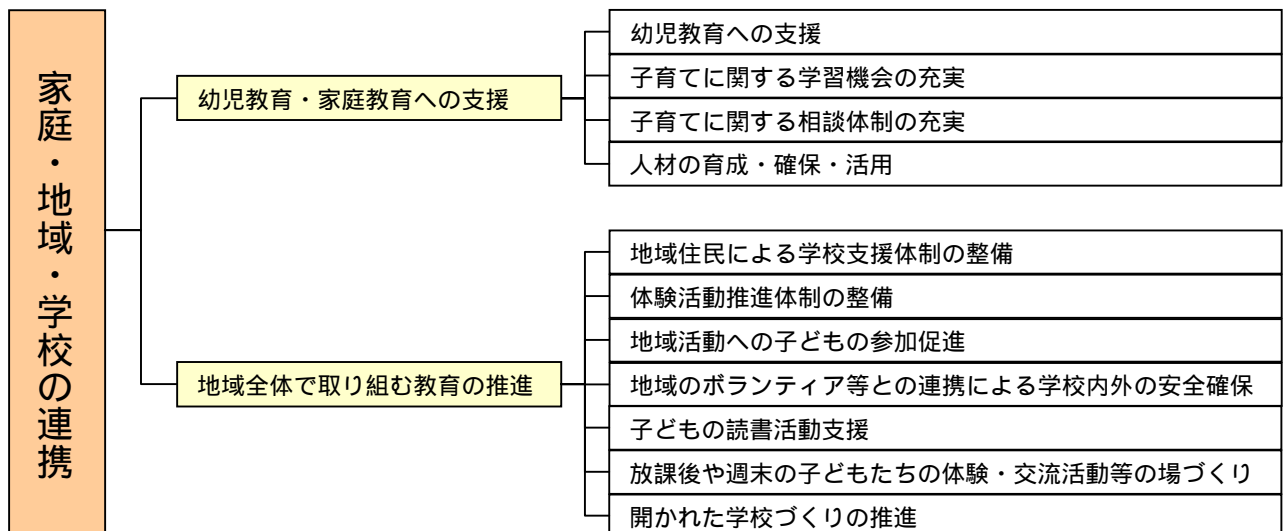 家庭・地域・学校の連携
幼児教育・家庭教育への支援
幼児教育への支援
子育てに関する学習機会の充実
子育てに関する相談体制の充実
人材の育成・確保・活用
地域全体で取り組む教育の推進
地域住民による学校支援体制の整備
体験活動推進体制の整備
地域活動への子どもの参加促進
地域のボランティア等との連携による学校内外の安全確保
子どもの読書活動支援
放課後や週末の子どもたちの体験・交流活動等の場づくり
開かれた学校づくりの推進